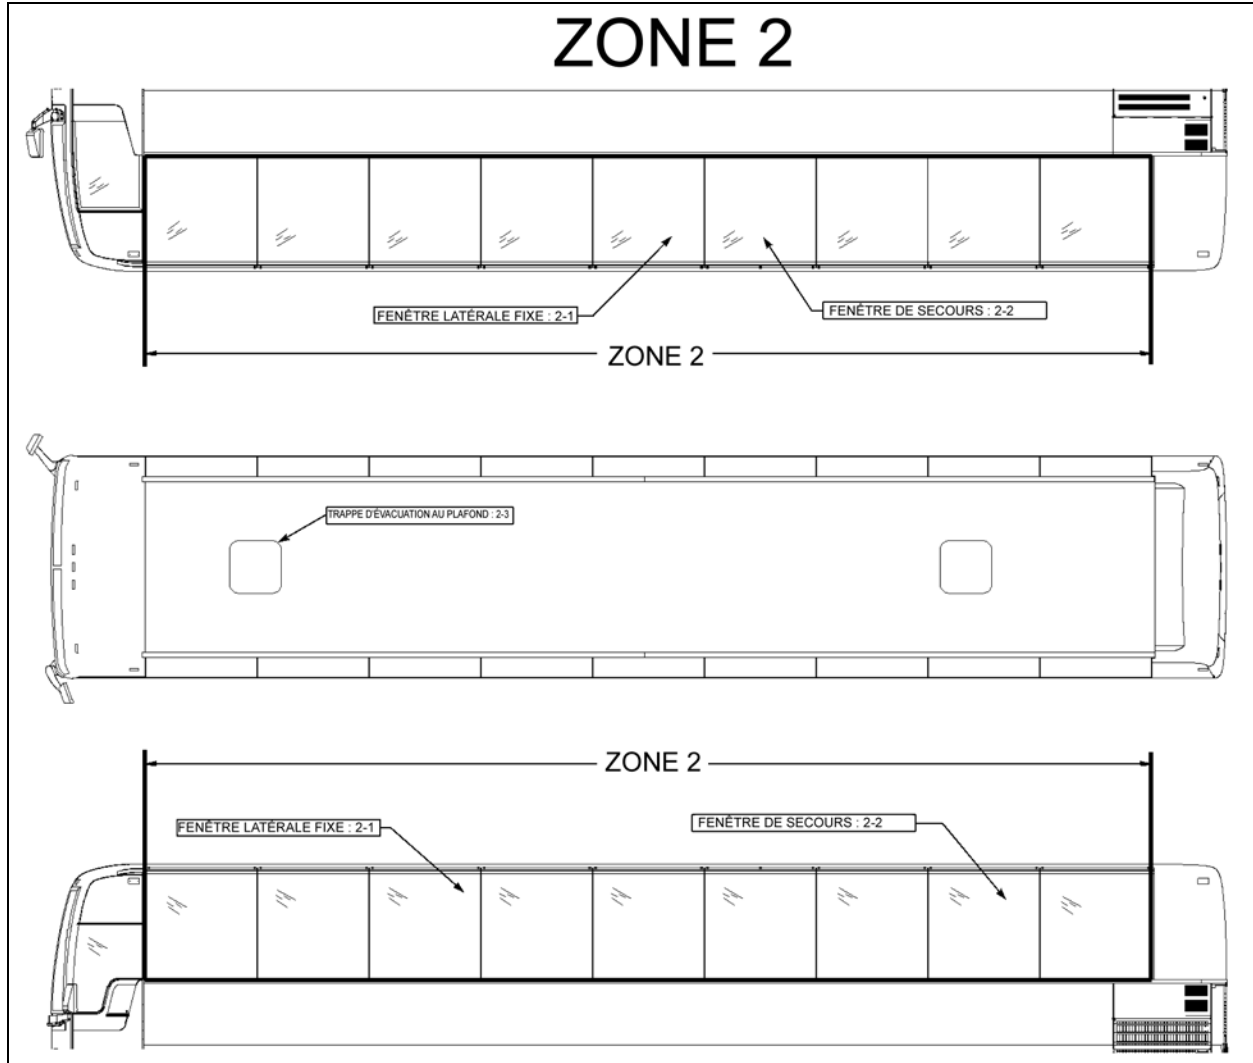 ZONE 2
FENÊTRE LATÉRALE FIXE : 2-1
FENÊTRE DE SECOURS : 2-2
ZONE 2
TRAPPE D'ÉVACUATION AU PLAFOND : 2-3
ZONE 2
FENÊTRE LATÉRALE FIXE : 2-1
FENÊTRE DE SECOURS : 2-2